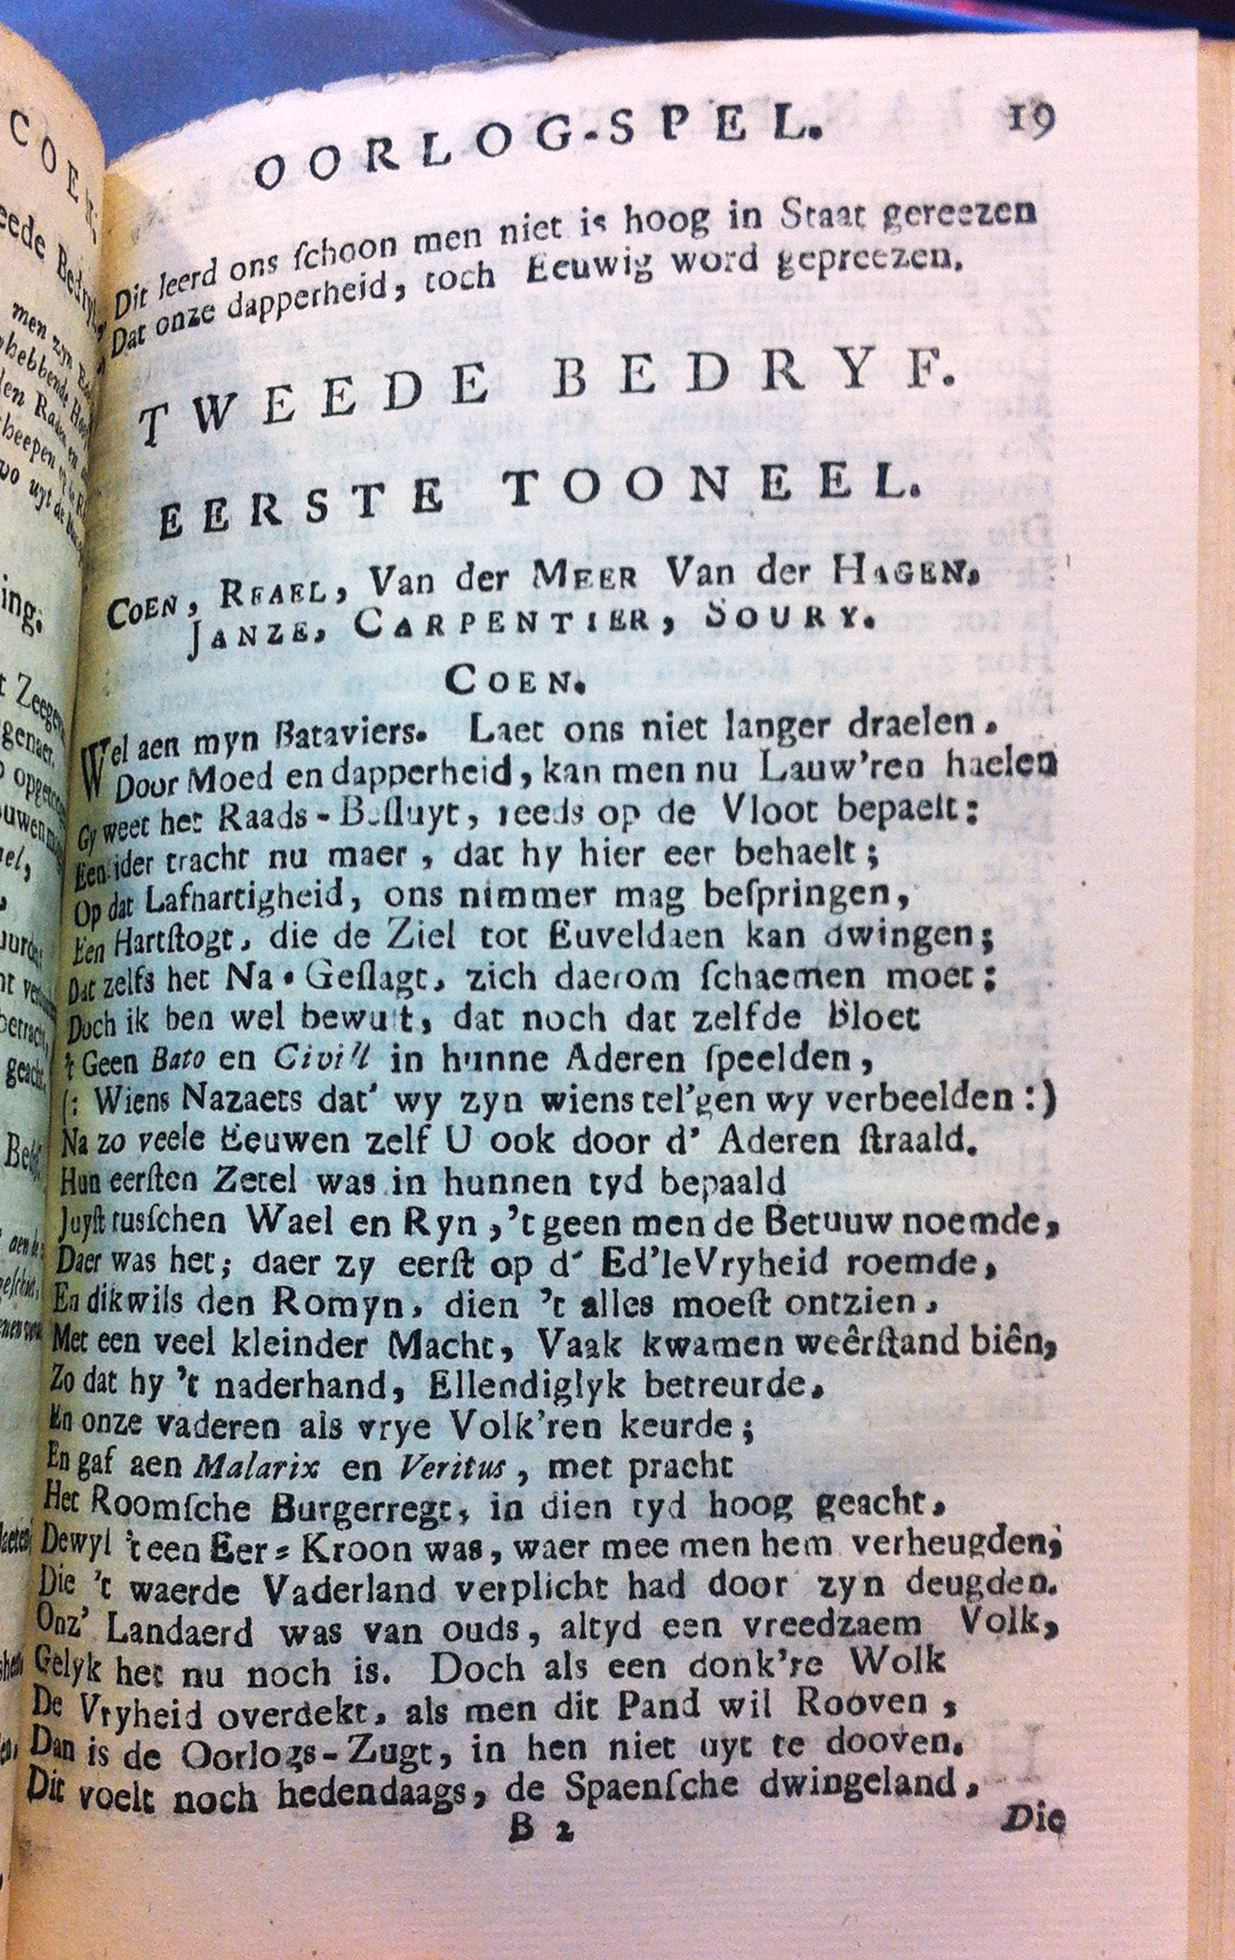 OORLOG-SPEL. 19
Dit leerd ons ſchoon men niet is hoog in Staat gereezen
Dat onze dapperheid, toch Eeuwig word gepreezen.
TWEEDE BEDRYF.
EERSTE TOONEEL.
COEN, REAEL, Van der MEER Van der HAGEN,
JANZE, CARPENTIER, SOURY.
COEN.
Wel aen myn Bataviers. Laet ons niet langer draelen.
Door Moed en dapperheid, kan men nu Lauw'ren haelen
Gy weet het Raads-Beſluyt, reeds op de Vloot bepaelt:
Een ider tracht nu maer, dat hy hier eer behaelt;
Op dat Lafhartigheid, ons nimmer mag beſpringen,
Een Hartſtogt, die de Ziel tot Euveldaen kan dwingen;
Dat zelfs het Na-Geſlagt, zich daerom ſchaemen moet:
Doch ik ben wel bewuſt, dat noch dat zelfde Bloet
't Geen Bato en Civi'l in hunne Aderen ſpeelden,
(: Wiens Nazaets dat' wy zyn wiens tel'gen wy verbeelden:)
Na zo veele Eeuwen zelf U ook door d' Aderen ſtraald.
Hun eerſten Zetel was in hunnen tyd bepaald
Juyſt tusſchen Wael en Ryn, 't geen men de Betuuw noemde,
Daer was het; daer zy eerſt op d' Ed'le Vryheid roemde,
En dikwils den Romyn, dien 't alles moeſt ontzien,
Met een veel kleinder Macht, Vaak kwamen weêrſtand biên,
Zo dat hy 't naderhand, Ellendiglyk betreurde,
En onze vaderen als vrye Volk'ren keurde;
En gaf aen Malarix en Veritus, met pracht
Het Roomſche Burgerregt, in dien tyd hoog geacht,
Dewyl 't een Eer-Kroon was, waer mee men hem verheugden;
Die 't waerde Vaderland verplicht had door zyn deugden.
Onz' Landaerd was van ouds, altyd een vreedzaem Volk,
Gelyk het nu noch is. Doch als een donk're Wolk
De Vryheid overdekt, als men dit Pand wil Rooven,
Dan is de Oorlogs-Zugt, in hen niet uyt te dooven.
Dit voelt noch hedendaags, de Spaenſche dwingeland,
B 2 Die